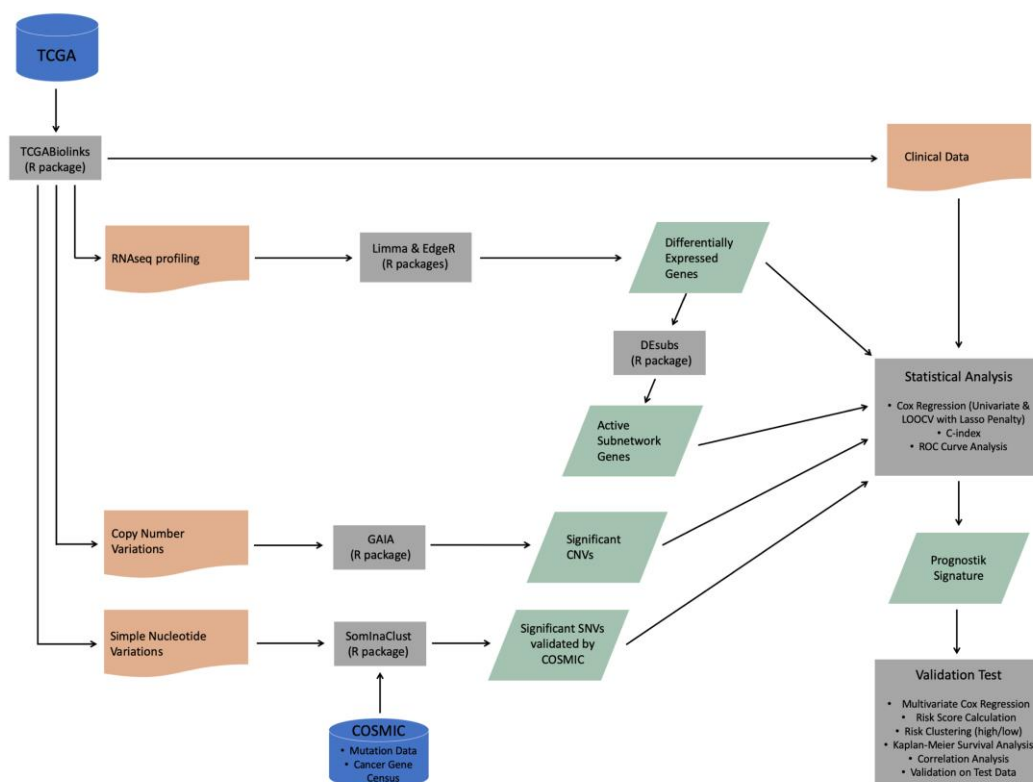 TCGA
TCGABiolinks
(R package)
Clinical Data
RNAseq profiling
Limma & EdgeR
(R packages)
Differentially
Expressed
Genes
DEsubs
(R package)
Active
Subnetwork
Genes
Statistical Analysis
• Cox Regression (Univariate &
LOOCV with Lasso Penalty)
• C-index
• ROC Curve Analysis
Copy Number
Variations
GAIA
(R package)
Significant
CNVs
Prognostik
Signature
Simple Nucleotide
Variations
SomInaClust
(R package)
Significant SNVs
validated by
COSMIC
COSMIC
• Mutation Data
• Cancer Gene
Census
Validation Test
• Multivariate Cox Regression
• Risk Score Calculation
• Risk Clustering (high/low)
• Kaplan-Meier Survival Analysis
• Correlation Analysis
• Validation on Test Data